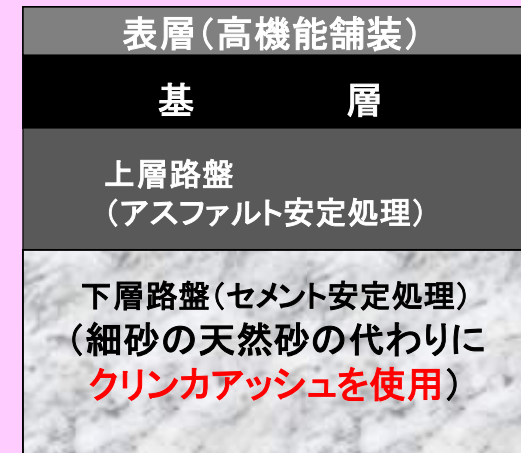 表層(高機能舗装)
基　　　層
上層路盤
(アスファルト安定処理)
下層路盤(セメント安定処理)
(細砂の天然砂の代わりに
クリンカアッシュを使用)